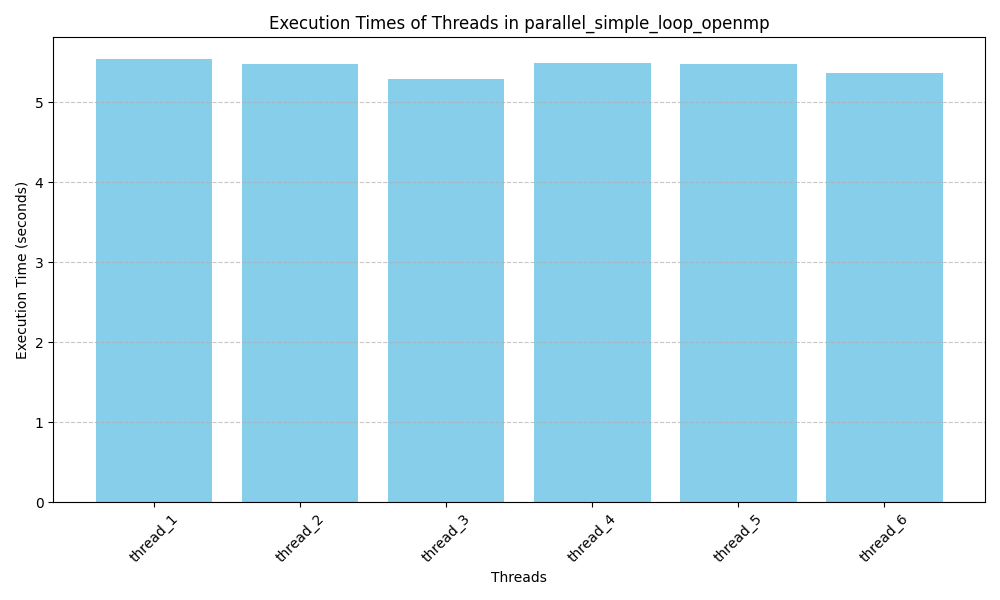 Execution Times of Threads in parallel_simple_loop_openmp
Execution Time (seconds)
5
4
3
2
1
0
thread_1
thread_2
thread_3
thread_4
thread_5
thread_6
Threads